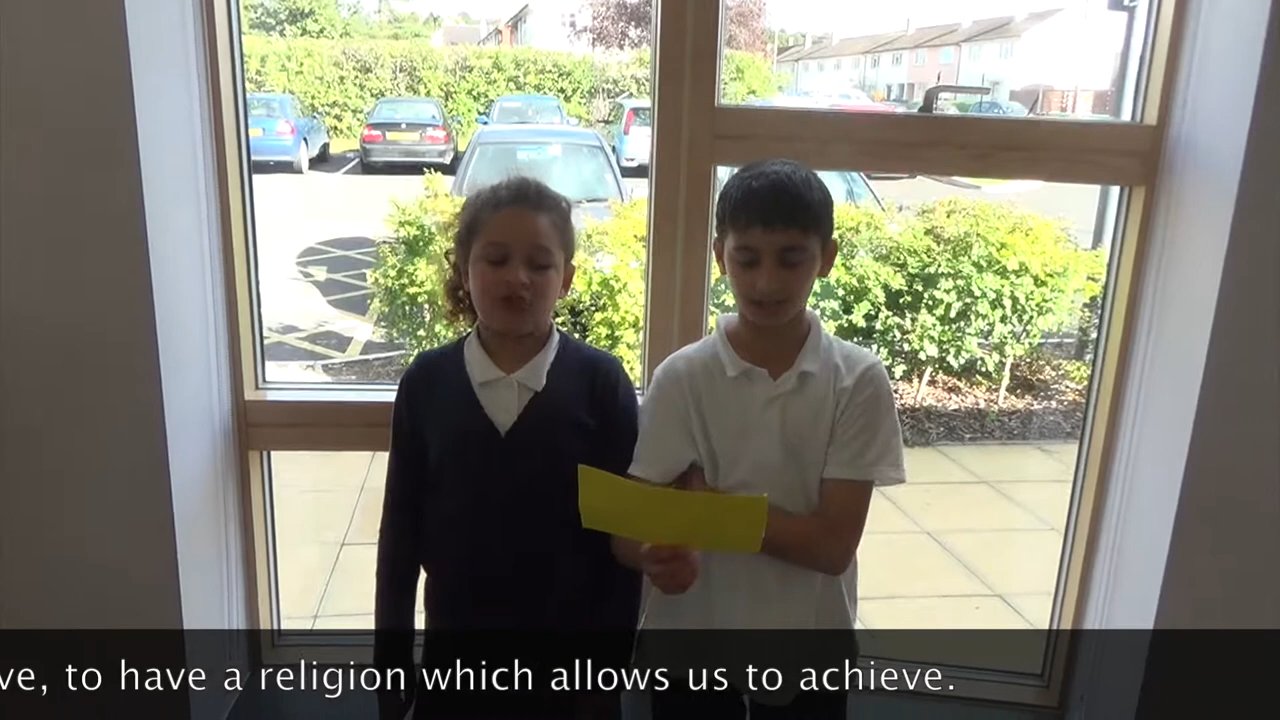 ve, to have a religion which allows us to achieve.